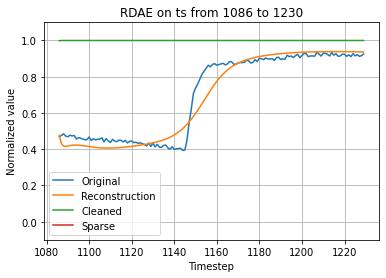 RDAE on ts from 1086 to 1230
Normalized value
1.0
0.8
0.6
0.4
0.2
0.0
Original
Reconstruction
Cleaned
Sparse
1080 1100 1120 1140 1160 1180 1200 1220
Timestep